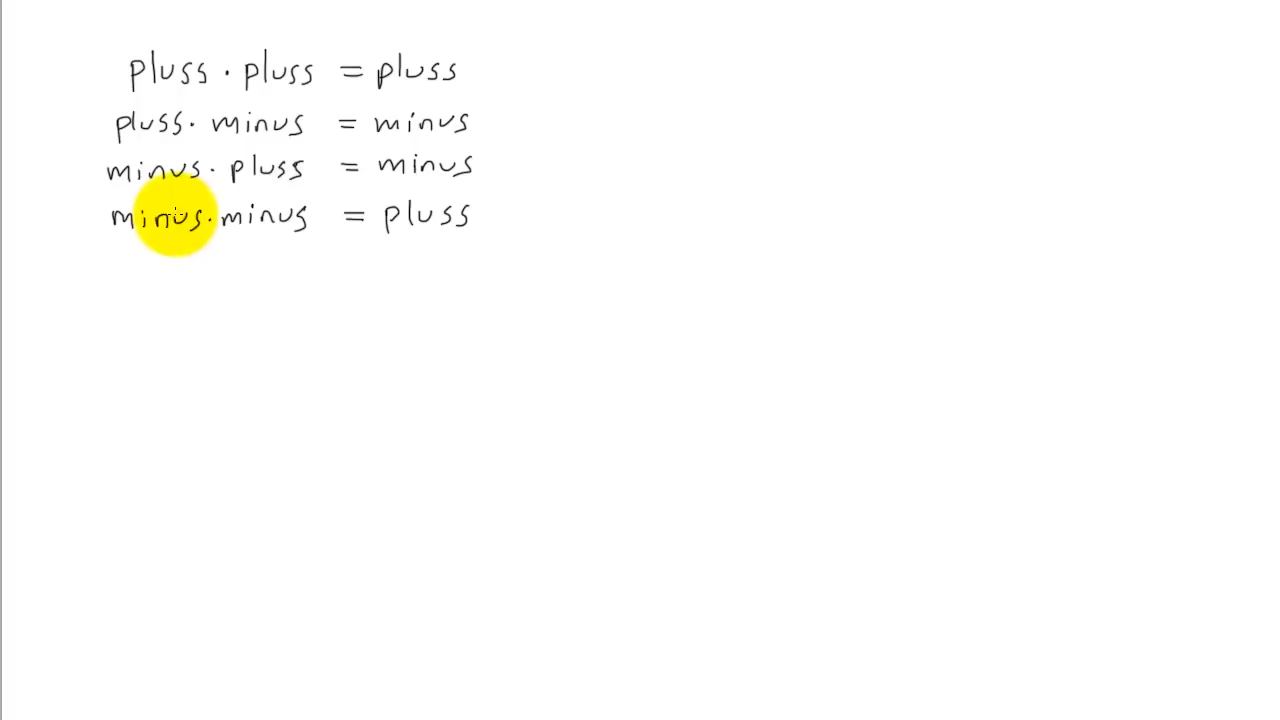 pluss · pluss = pluss
pluss · minus = minus
minus · pluss = minus
minus · minus = pluss